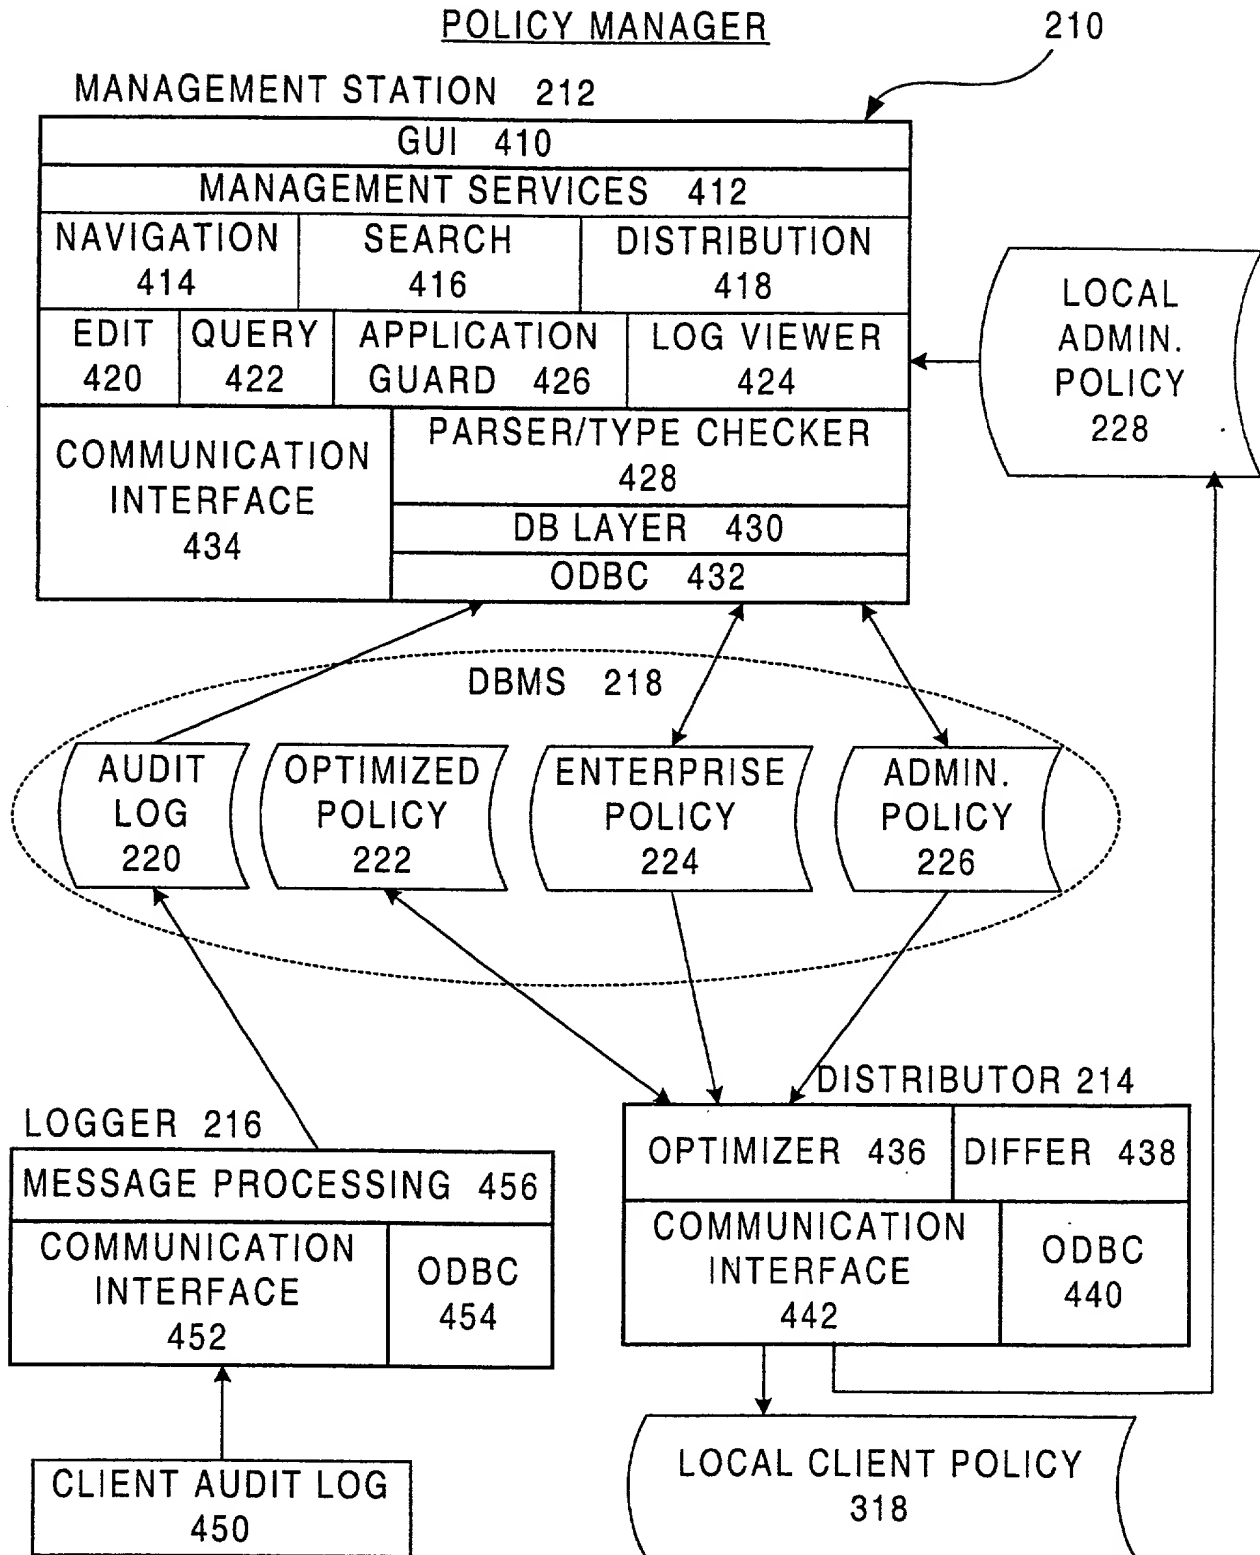 POLICY MANAGER
210
MANAGEMENT STATION 212
GUI 410
MANAGEMENT SERVICES 412
NAVIGATION
414
SEARCH
416
DISTRIBUTION
418
EDIT
420
QUERY
422
APPLICATION
GUARD 426
LOG VIEWER
424
LOCAL
ADMIN.
POLICY
228
COMMUNICATION
INTERFACE
434
PARSER/TYPE CHECKER
428
DB LAYER 430
ODBC 432
DBMS 218
AUDIT
LOG
220
OPTIMIZED
POLICY
222
ENTERPRISE
POLICY
224
ADMIN.
POLICY
226
LOGGER 216
MESSAGE PROCESSING 456
COMMUNICATION
INTERFACE
452
ODBC
454
CLIENT AUDIT LOG
450
DISTRIBUTOR 214
OPTIMIZER 436
DIFFER 438
COMMUNICATION
INTERFACE
442
ODBC
440
LOCAL CLIENT POLICY
318